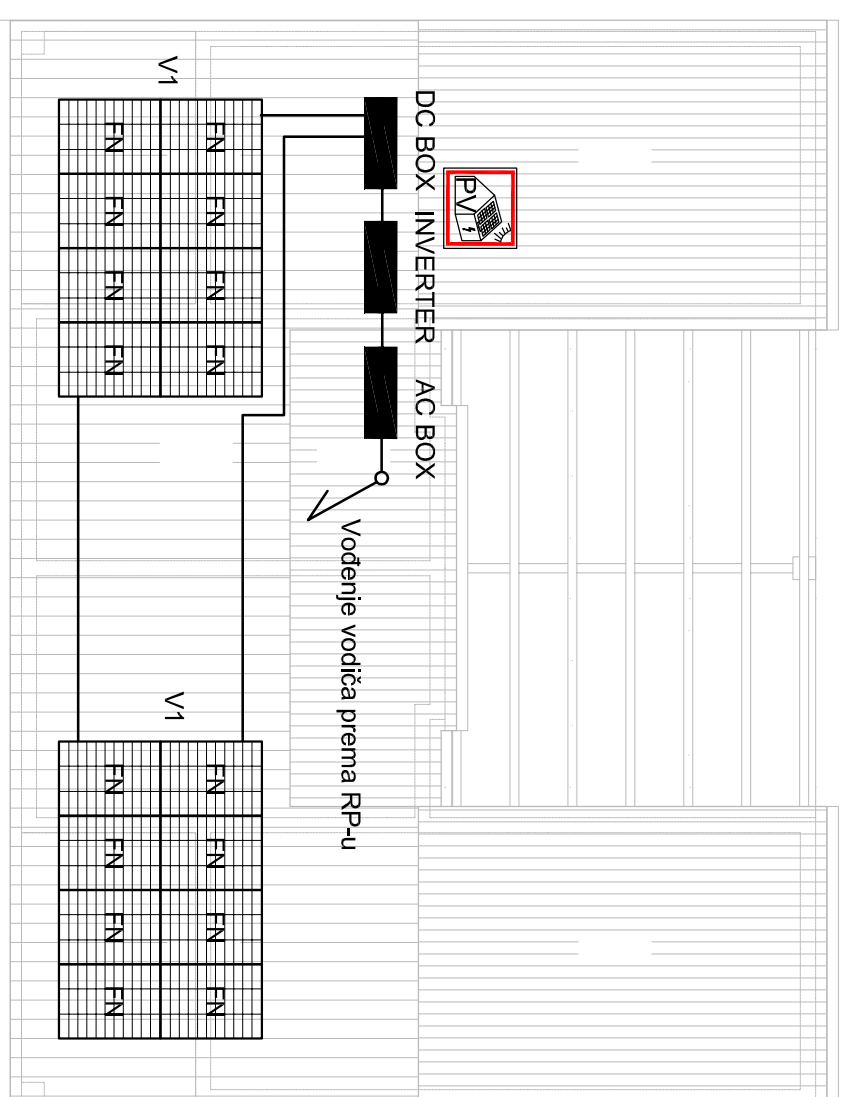 PV
DC BOX INVERTER AC BOX
Vođenje vodiča prema RP-u
V1 V1
FN FN FN FN FN FN FN FN
FN FN FN FN FN FN FN FN